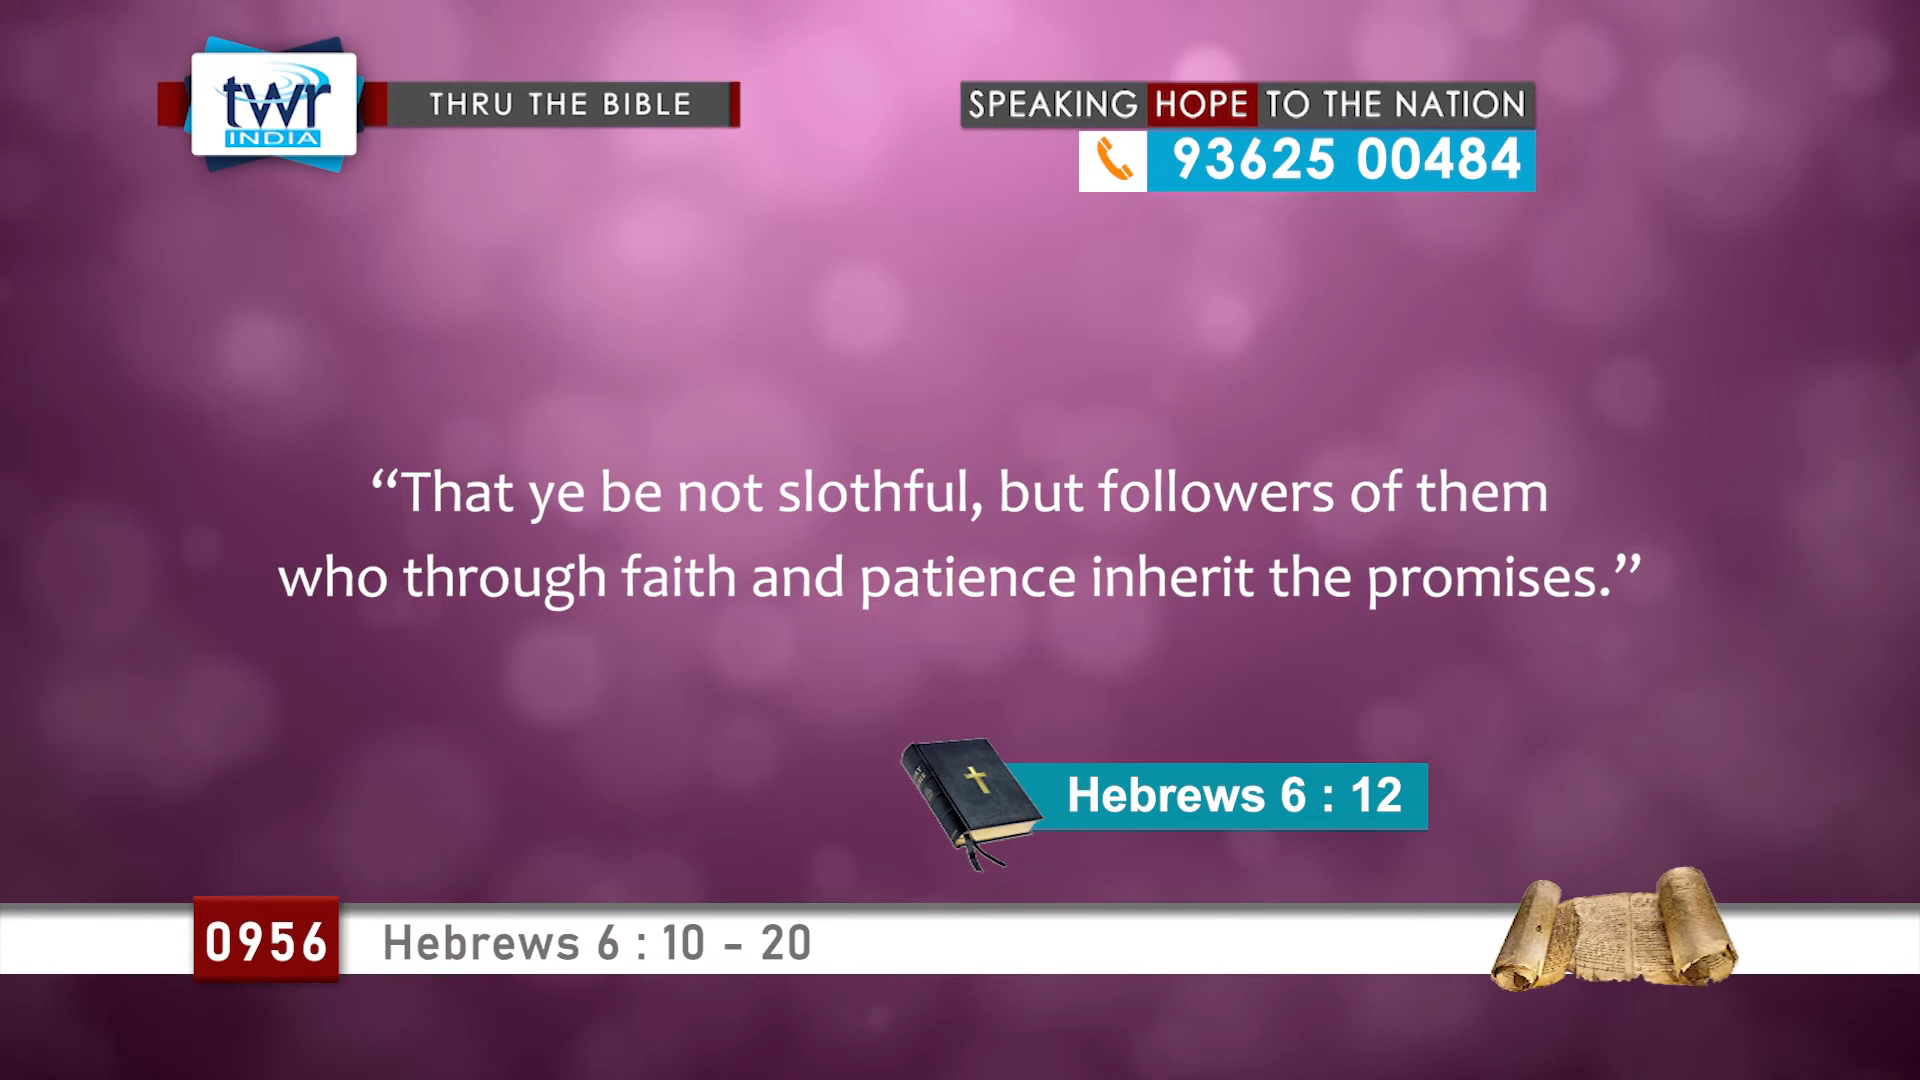 twr
INDIA
THRU THE BIBLE
SPEAKING HOPE TO THE NATION
93625 00484
“That ye be not slothful, but followers of them
who through faith and patience inherit the promises.”
Hebrews 6 : 12
0956
Hebrews 6 : 10 - 20